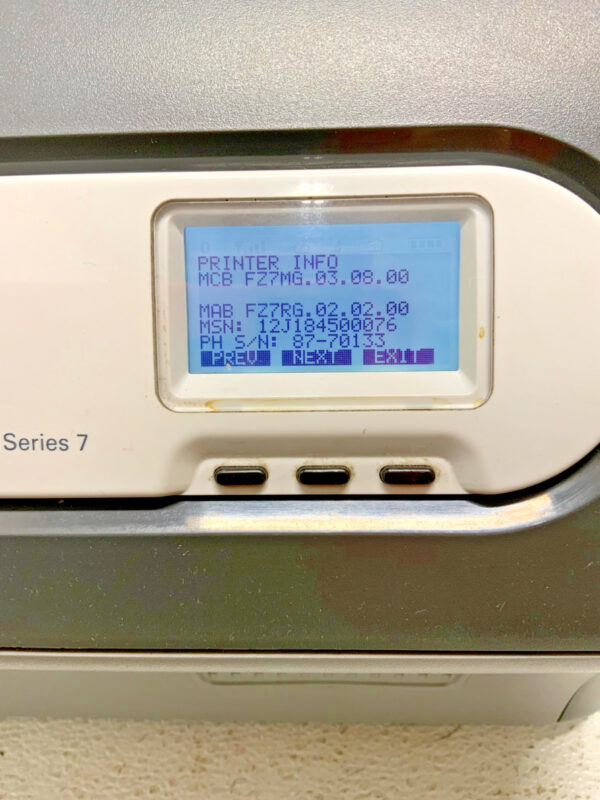 PRINTER INFO
MCB FZ7MG.03.08.00
MAB FZ7RG.02.02.00
MSN: 12J184500076
PH S/N: 87-70133
PREV NEXT EXIT
Series 7